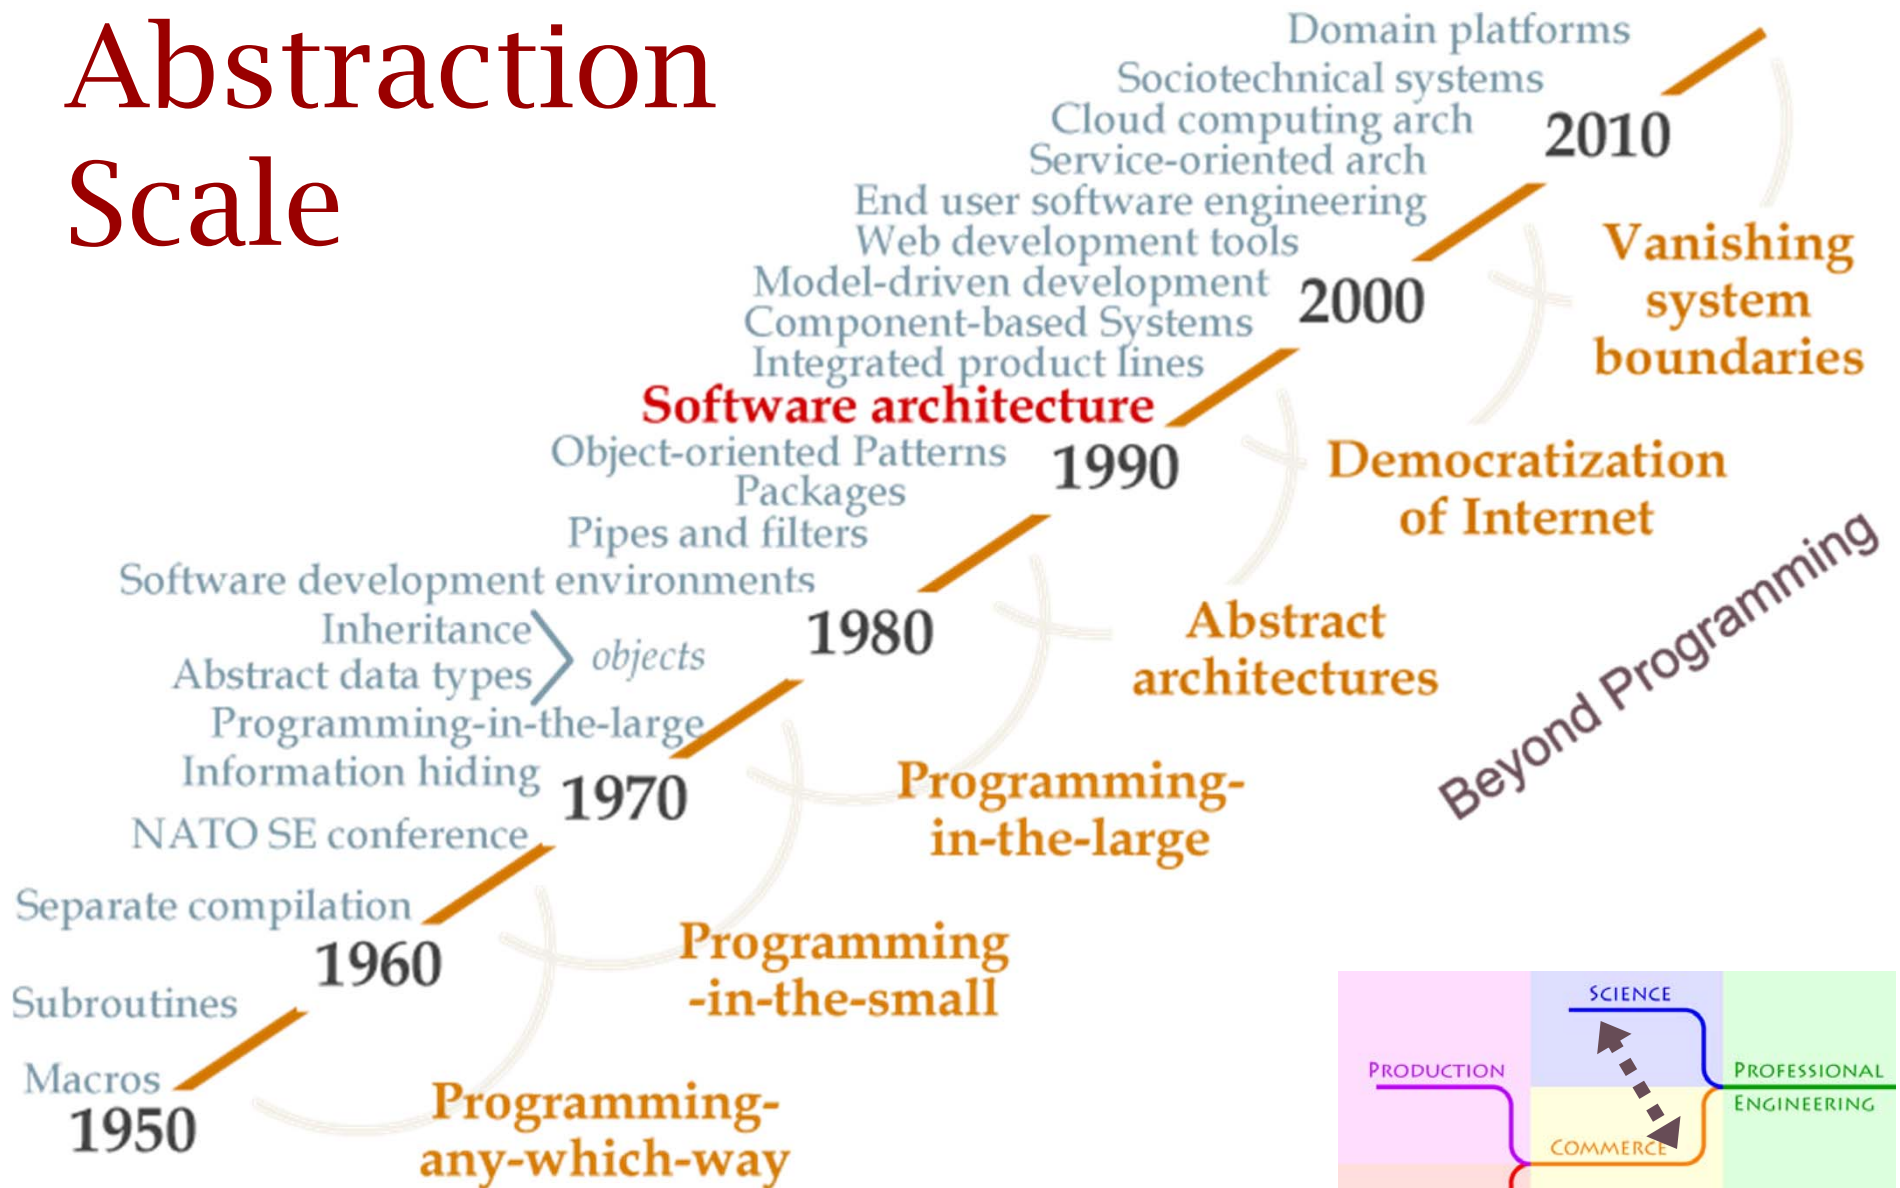 Abstraction
Scale
Domain platforms
Sociotechnical systems
Cloud computing arch
2010
Service-oriented arch
End user software engineering
Web development tools
Model-driven development
2000
Component-based Systems
Integrated product lines
Software architecture
Object-oriented Patterns
1990
Packages
Pipes and filters
Software development environments
Inheritance
1980
objects
Abstract data types
Programming-in-the-large
Information hiding
1970
NATO SE conference
Separate compilation
1960
Subroutines
Macros
1950
Vanishing
system
boundaries
Democratization
of Internet
Abstract
architectures
Programming-
in-the-large
Programming
-in-the-small
Programming-
any-which-way
Beyond Programming
SCIENCE
PRODUCTION
PROFESSIONAL
ENGINEERING
COMMERCE